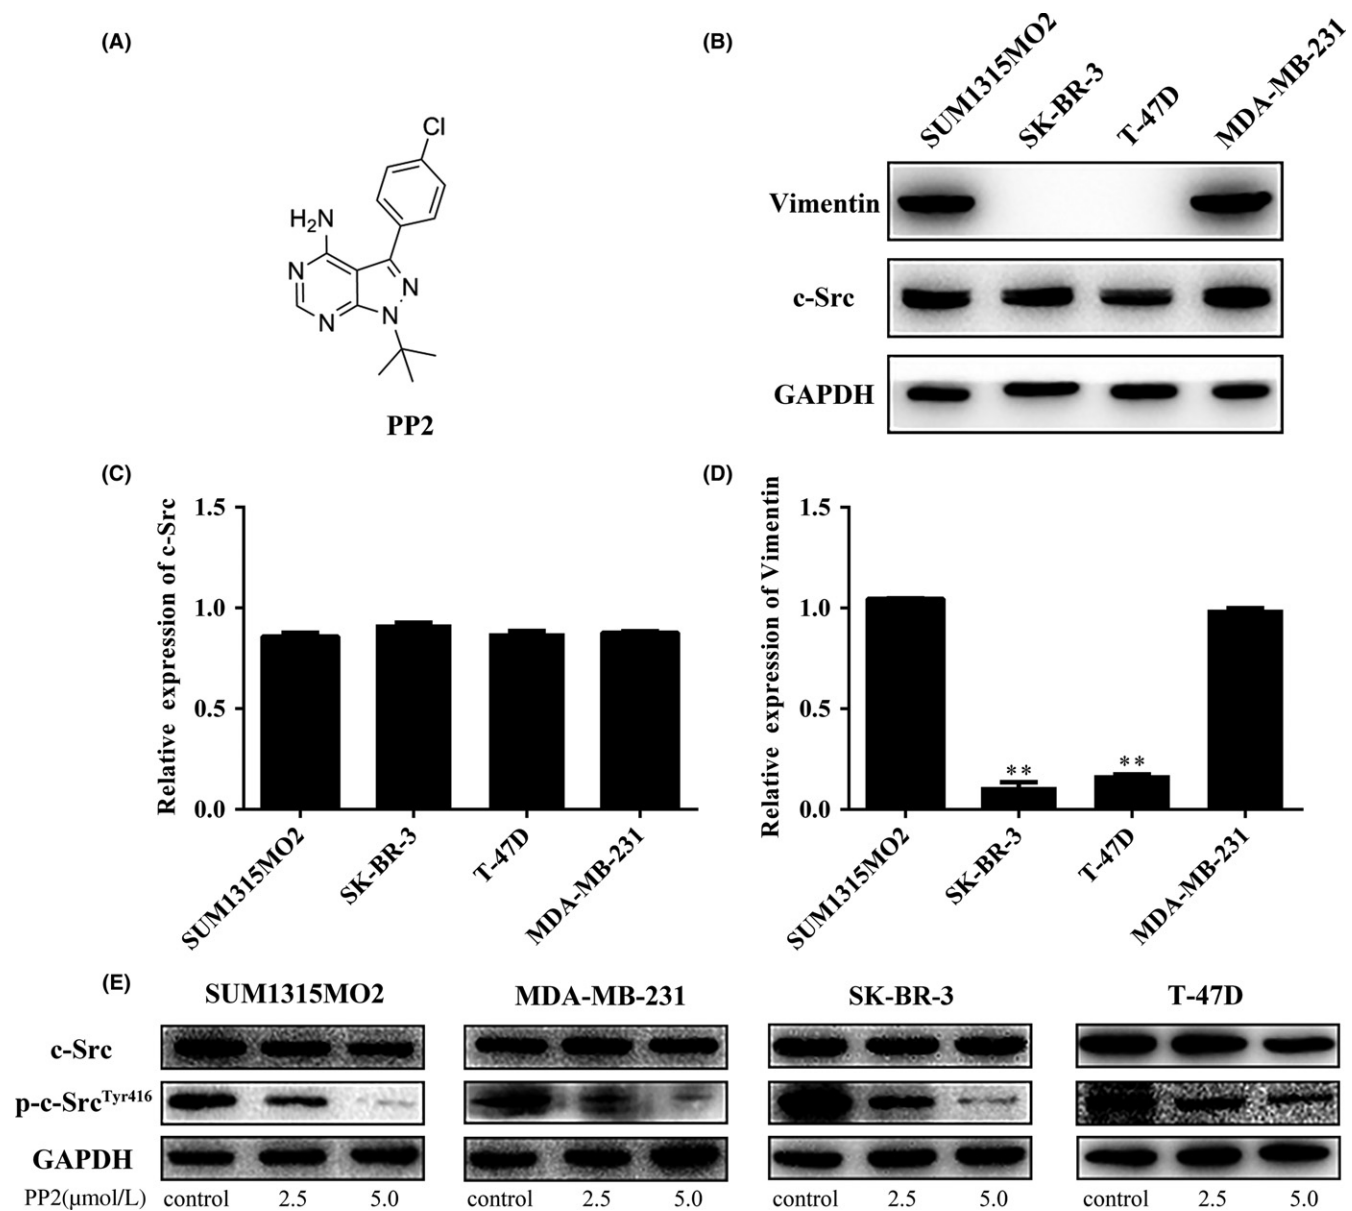 (A)
Cl
H₂N
N
N
N
N
PP2
(B)
SUM1315MO2
SK-BR-3
T-47D
MDA-MB-231
Vimentin
c-Src
GAPDH
(C)
Relative expression of c-Src
1.5
1.0
0.5
0.0
SUM1315MO2
SK-BR-3
T-47D
MDA-MB-231
(D)
Relative expression of Vimentin
1.5
1.0
0.5
0.0
**
**
SUM1315MO2
SK-BR-3
T-47D
MDA-MB-231
(E)
SUM1315MO2 MDA-MB-231 SK-BR-3 T-47D
c-Src
p-c-Src^Tyr416
GAPDH
PP2(μmol/L) control 2.5 5.0 control 2.5 5.0 control 2.5 5.0 control 2.5 5.0